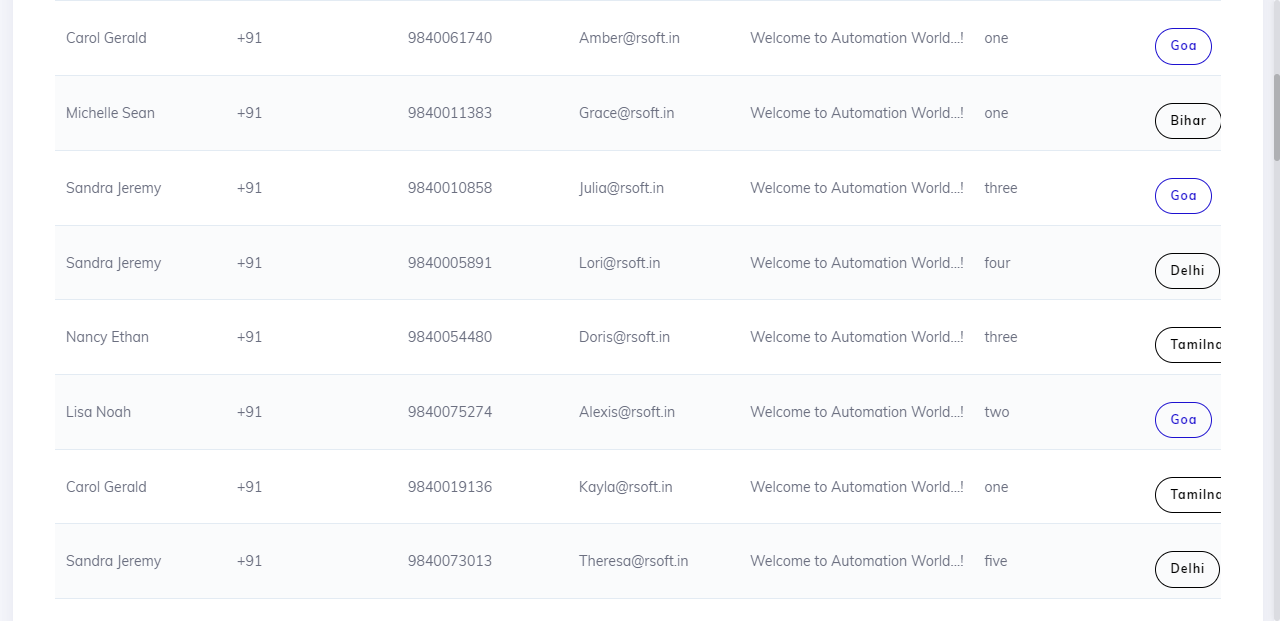 Carol Gerald +91 9840061740 Amber@rsoft.in Welcome to Automation World...! one Goa
Michelle Sean +91 9840011383 Grace@rsoft.in Welcome to Automation World...! one Bihar
Sandra Jeremy +91 9840010858 Julia@rsoft.in Welcome to Automation World...! three Goa
Sandra Jeremy +91 9840005891 Lori@rsoft.in Welcome to Automation World...! four Delhi
Nancy Ethan +91 9840054480 Doris@rsoft.in Welcome to Automation World...! three
Lisa Noah +91 9840075274 Alexis@rsoft.in Welcome to Automation World...! two Goa
Carol Gerald +91 9840019136 Kayla@rsoft.in Welcome to Automation World...! one
Sandra Jeremy +91 9840073013 Theresa@rsoft.in Welcome to Automation World...! five Delhi